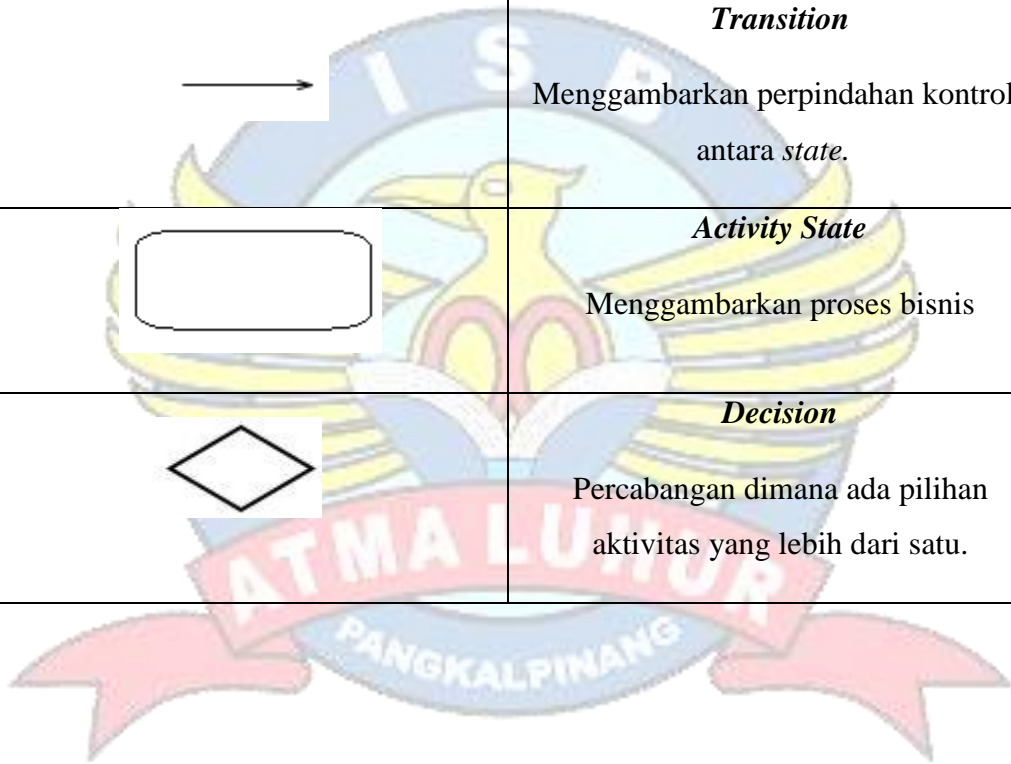 Transition
Menggambarkan perpindahan kontrol
antara state.
Activity State
Menggambarkan proses bisnis
Decision
Percabangan dimana ada pilihan
aktivitas yang lebih dari satu.
I S B
ATMA LUHUR
PANGKALPINANG